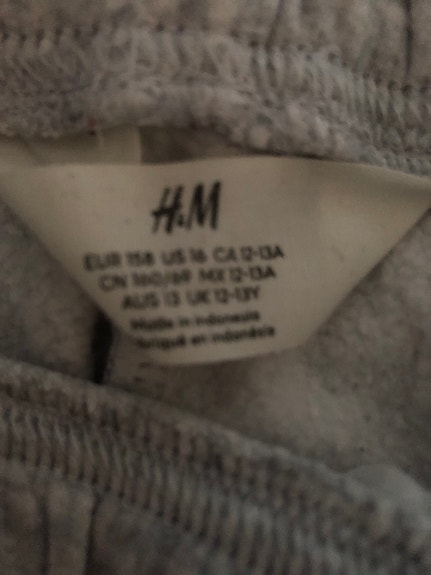 H&M
EUR 158 US 16 CA 12-13A
CN 160/69 MX 12-13A
AUS 13 UK 12-13Y
Made in Indonesia
Fabriqué en Indonésie